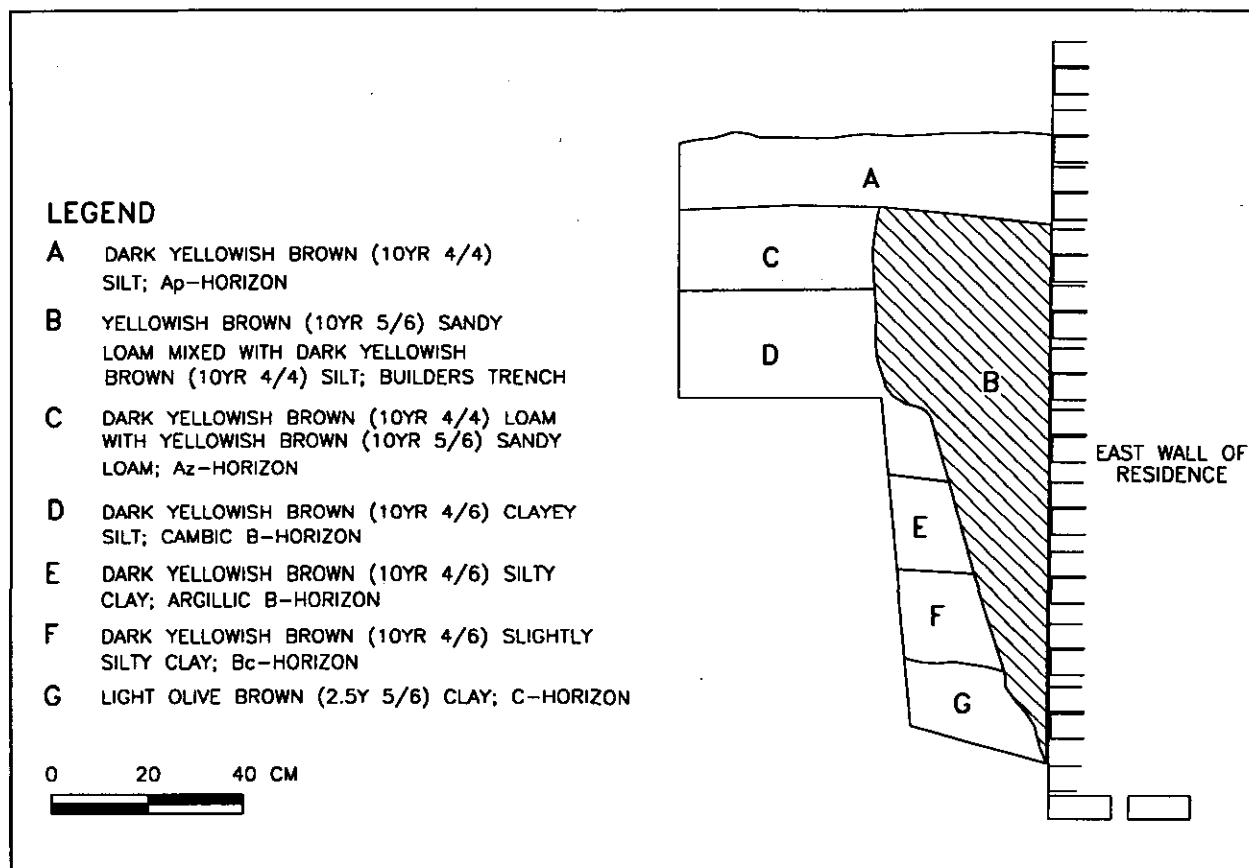 LEGEND
A DARK YELLOWISH BROWN (10YR 4/4)
SILT; Ap-HORIZON
B YELLOWISH BROWN (10YR 5/6) SANDY
LOAM MIXED WITH DARK YELLOWISH
BROWN (10YR 4/4) SILT; BUILDERS TRENCH
C DARK YELLOWISH BROWN (10YR 4/4) LOAM
WITH YELLOWISH BROWN (10YR 5/6) SANDY
LOAM; Az-HORIZON
D DARK YELLOWISH BROWN (10YR 4/6) CLAYEY
SILT; CAMBIC B-HORIZON
E DARK YELLOWISH BROWN (10YR 4/6) SILTY
CLAY; ARGILLIC B-HORIZON
F DARK YELLOWISH BROWN (10YR 4/6) SLIGHTLY
SILTY CLAY; Bc-HORIZON
G LIGHT OLIVE BROWN (2.5Y 5/6) CLAY; C-HORIZON
0 20 40 CM
A
C
D
B
E
F
G
EAST WALL OF
RESIDENCE